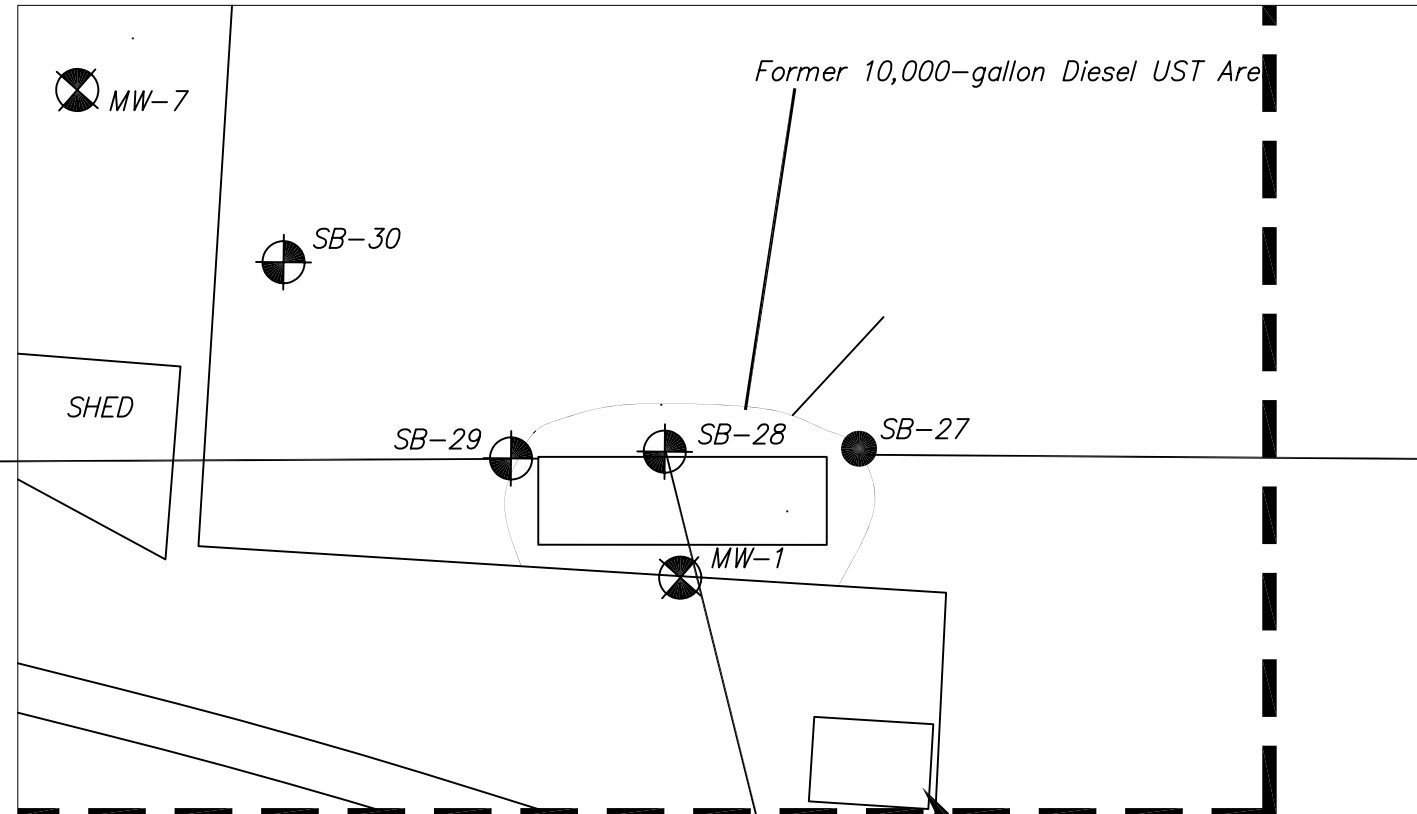 Former 10,000-gallon Diesel UST Are
MW-7
SB-30
SHED
SB-29
SB-28
SB-27
MW-1